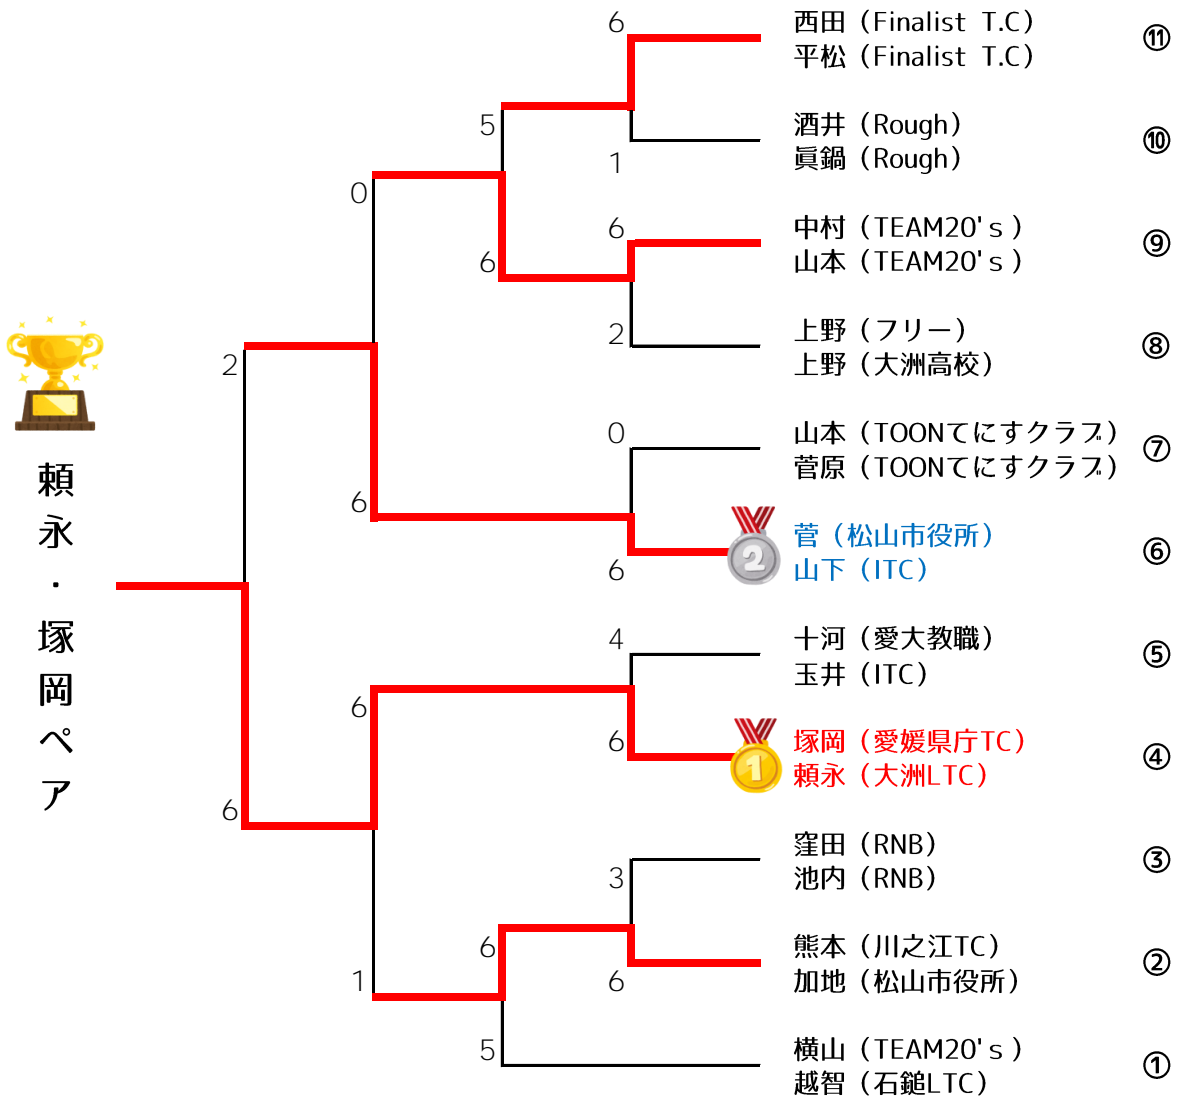 6
西田（Finalist T.C）
平松（Finalist T.C）
⑪
5
酒井（Rough）
眞鍋（Rough）
⑩
1
0
6
中村（TEAM20'ｓ）
山本（TEAM20'ｓ）
⑨
6
2
上野（フリー）
上野（大洲高校）
⑧
2
0
山本（TOONてにすクラブ）
菅原（TOONてにすクラブ）
⑦
6
2
菅（松山市役所）
山下（ITC）
⑥
6
頼永・塚岡ペア
4
十河（愛大教職）
玉井（ITC）
⑤
6
6
1
塚岡（愛媛県庁TC）
頼永（大洲LTC）
④
6
3
窪田（RNB）
池内（RNB）
③
6
熊本（川之江TC）
加地（松山市役所）
②
1
6
5
横山（TEAM20'ｓ）
越智（石鎚LTC）
①